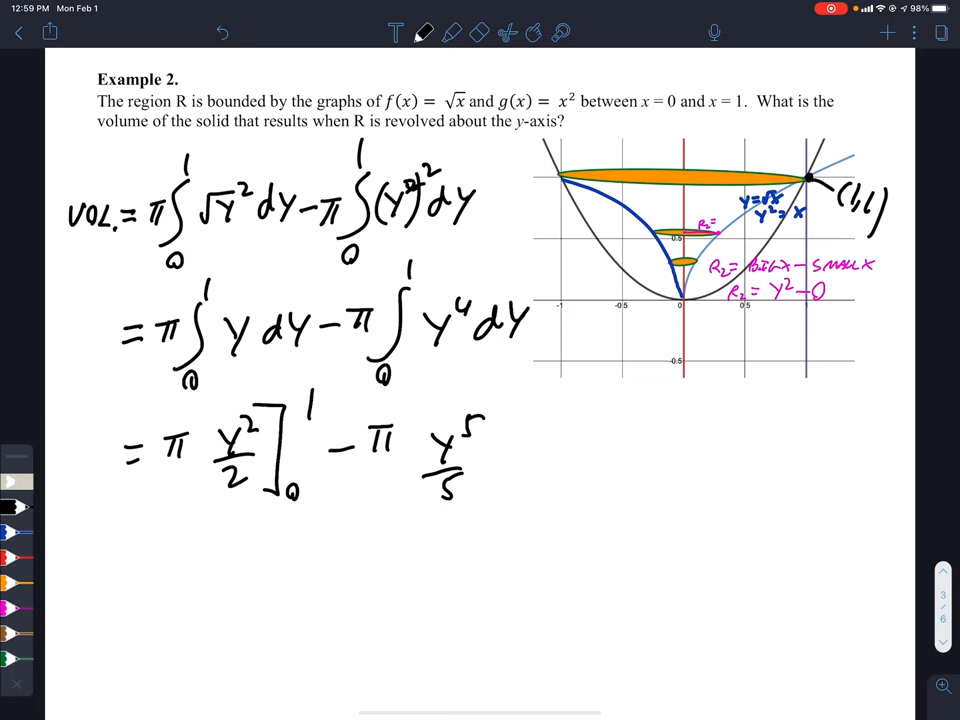 12:59 PM Mon Feb 1
98%
Example 2.
The region R is bounded by the graphs of f(x) = √x and g(x) = x² between x = 0 and x = 1. What is the
volume of the solid that results when R is revolved about the y-axis?
VOL. = π ∫₀¹ √y² dy − π ∫₀¹ (y²)² dy
= π ∫₀¹ y dy − π ∫₀¹ y⁴ dy
= π y²/2 ]₀¹ − π y⁵/5
(1,1)
y = √x
y² = x
R₂ =
R₂ = BIG X − SMALL X
R₂ = y² − 0
0.5
-1
-0.5
0
0.5
1
-0.5
3
/
6